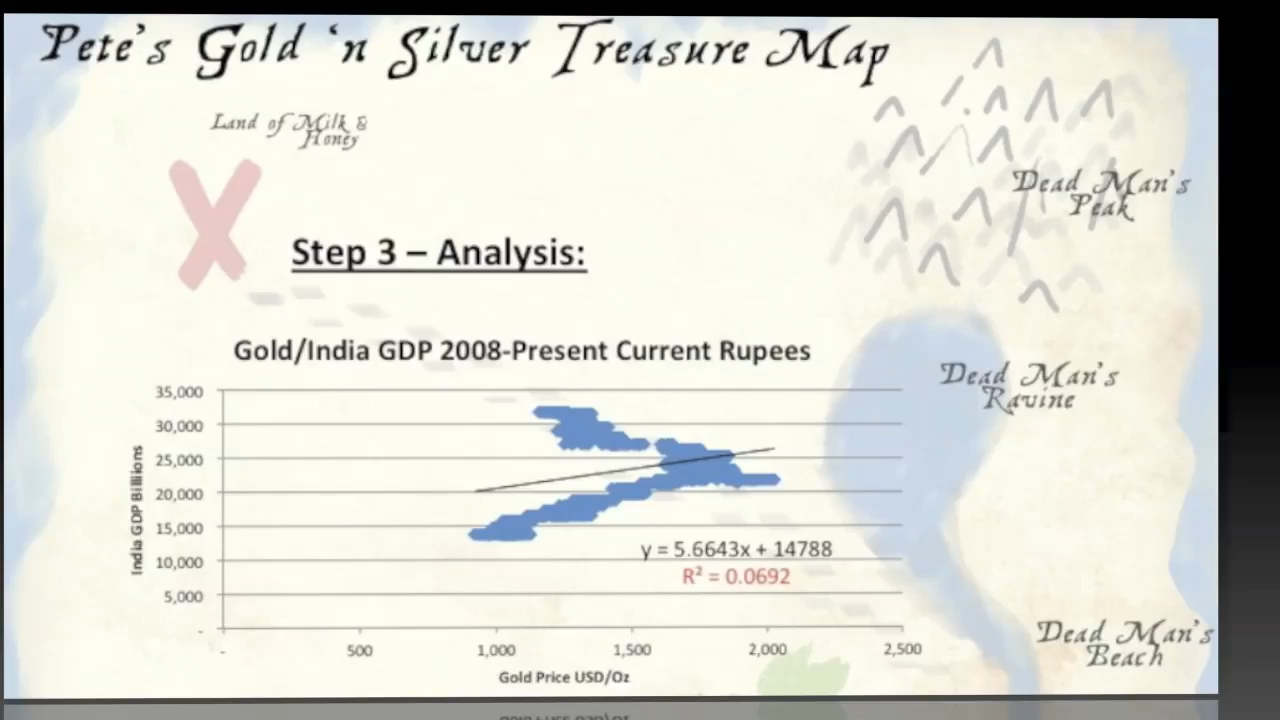 Pete's Gold 'n Silver Treasure Map
Land of Milk &
Honey
Dead Man's
Peak
Step 3 – Analysis:
Gold/India GDP 2008-Present Current Rupees
Dead Man's
Ravine
35,000
30,000
25,000
20,000
15,000
10,000
5,000
-
India GDP Billiions
y = 5.6643x + 14788
R² = 0.0692
- 500 1,000 1,500 2,000 2,500
Gold Price USD/Oz
Dead Man's
Beach